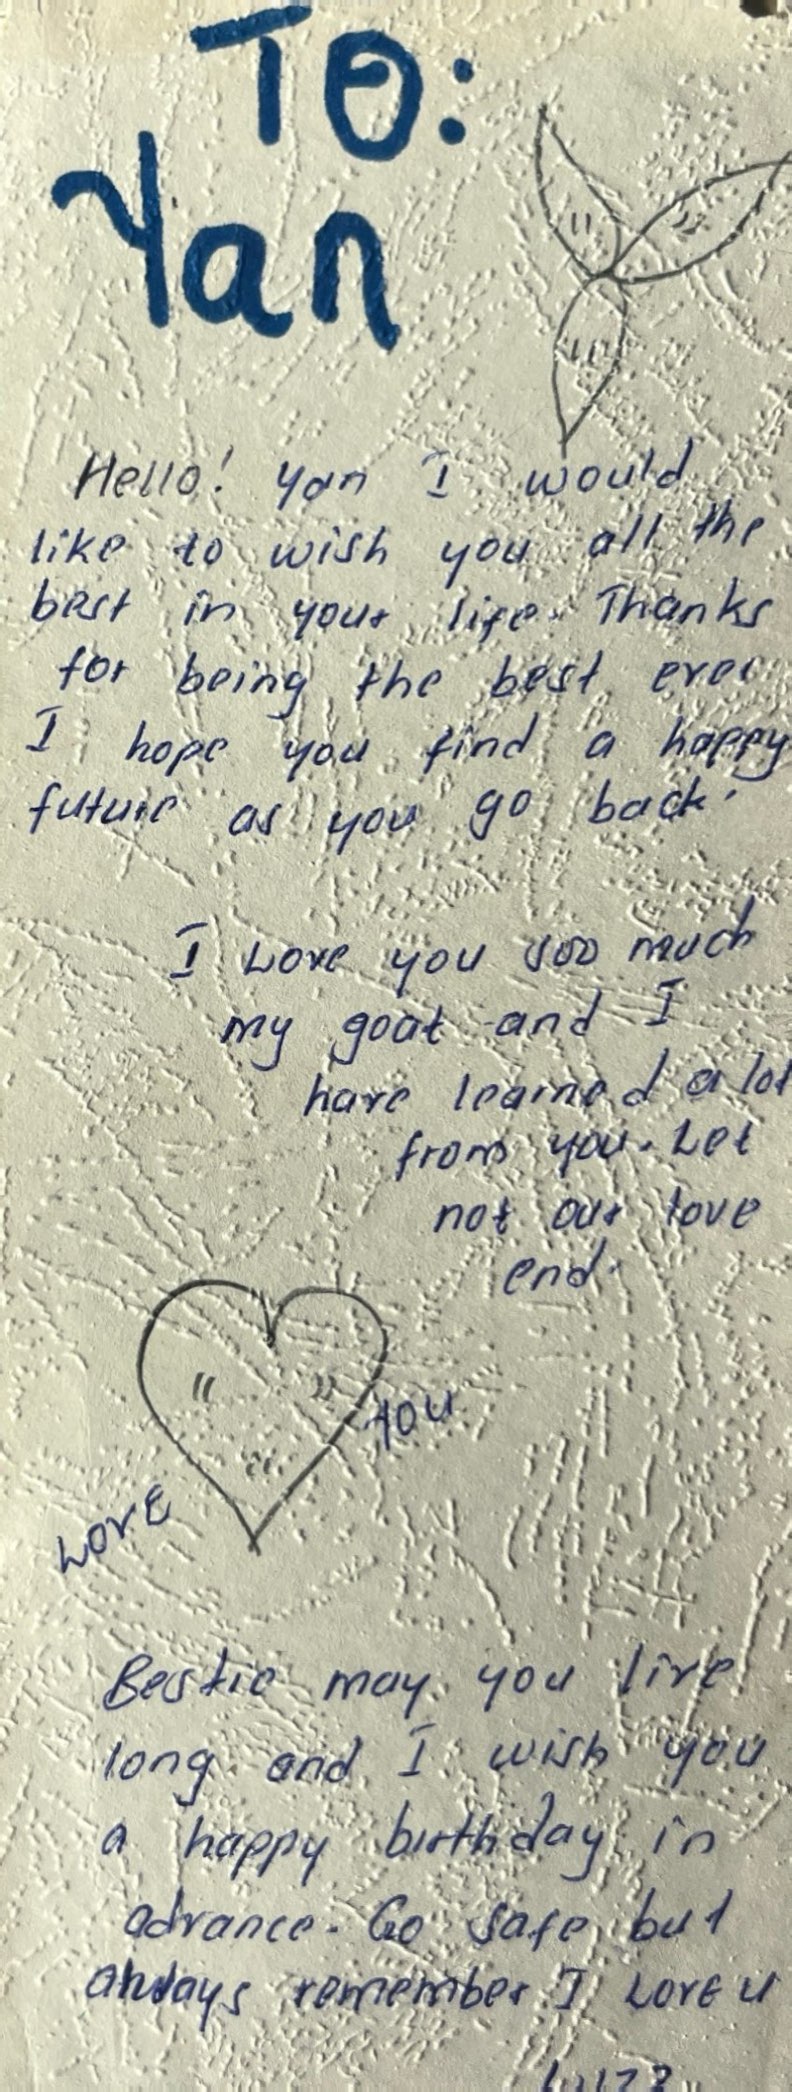 TO:
Yan
Hello! Yan I would
like to wish you all the
best in your life. Thanks
for being the best ever
I hope you find a happy
future as you go back.
I Love you soo much
my goat and I
have learned a lot
from you. Let
not our love
end.
YOU
LOVE
Bestie may you live
long and I wish you
a happy birthday in
advance. Go safe but
always remember I LOVE U